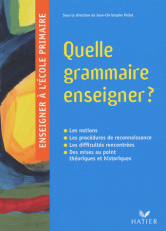 Sous la direction de Jean-Christophe Pellat
ENSEIGNER À L'ÉCOLE PRIMAIRE
Quelle
grammaire
enseigner ?
Les notions
Les procédures de reconnaissance
Les difficultés rencontrées
Des mises au point
théoriques et historiques
HATIER